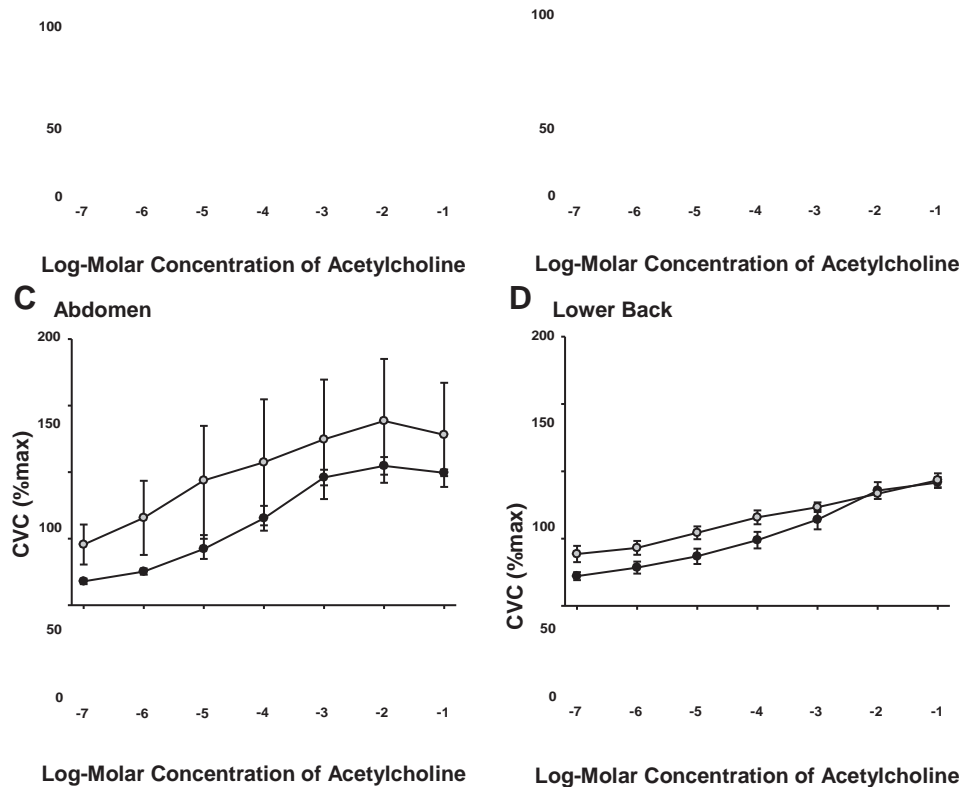 100
100
50
50
0
0
-7 -6 -5 -4 -3 -2 -1
-7 -6 -5 -4 -3 -2 -1
Log-Molar Concentration of Acetylcholine
Log-Molar Concentration of Acetylcholine
C Abdomen
D Lower Back
200
200
150
150
CVC (%max)
CVC (%max)
100
100
50
50
0
0
-7 -6 -5 -4 -3 -2 -1
-7 -6 -5 -4 -3 -2 -1
Log-Molar Concentration of Acetylcholine
Log-Molar Concentration of Acetylcholine